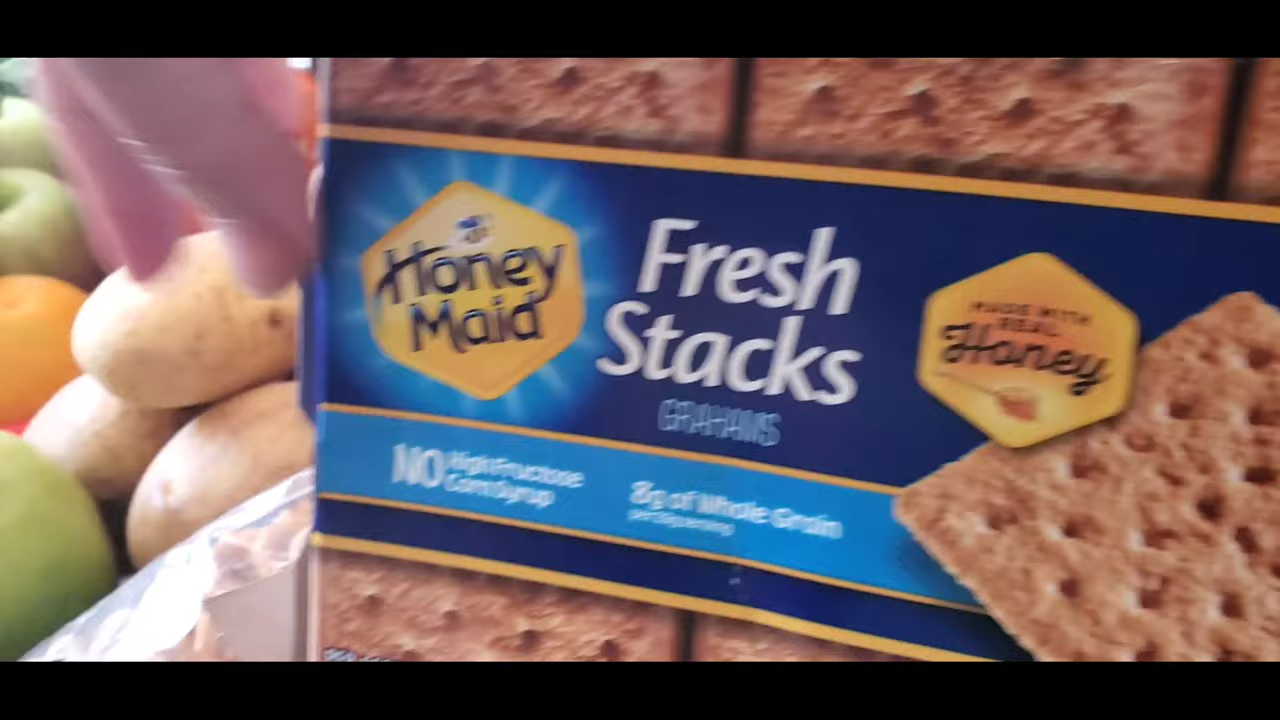 Honey
Maid
Fresh
Stacks
GRAHAMS
MADE WITH
REAL
Honey
NO High Fructose
Corn Syrup
8g of Whole Grain